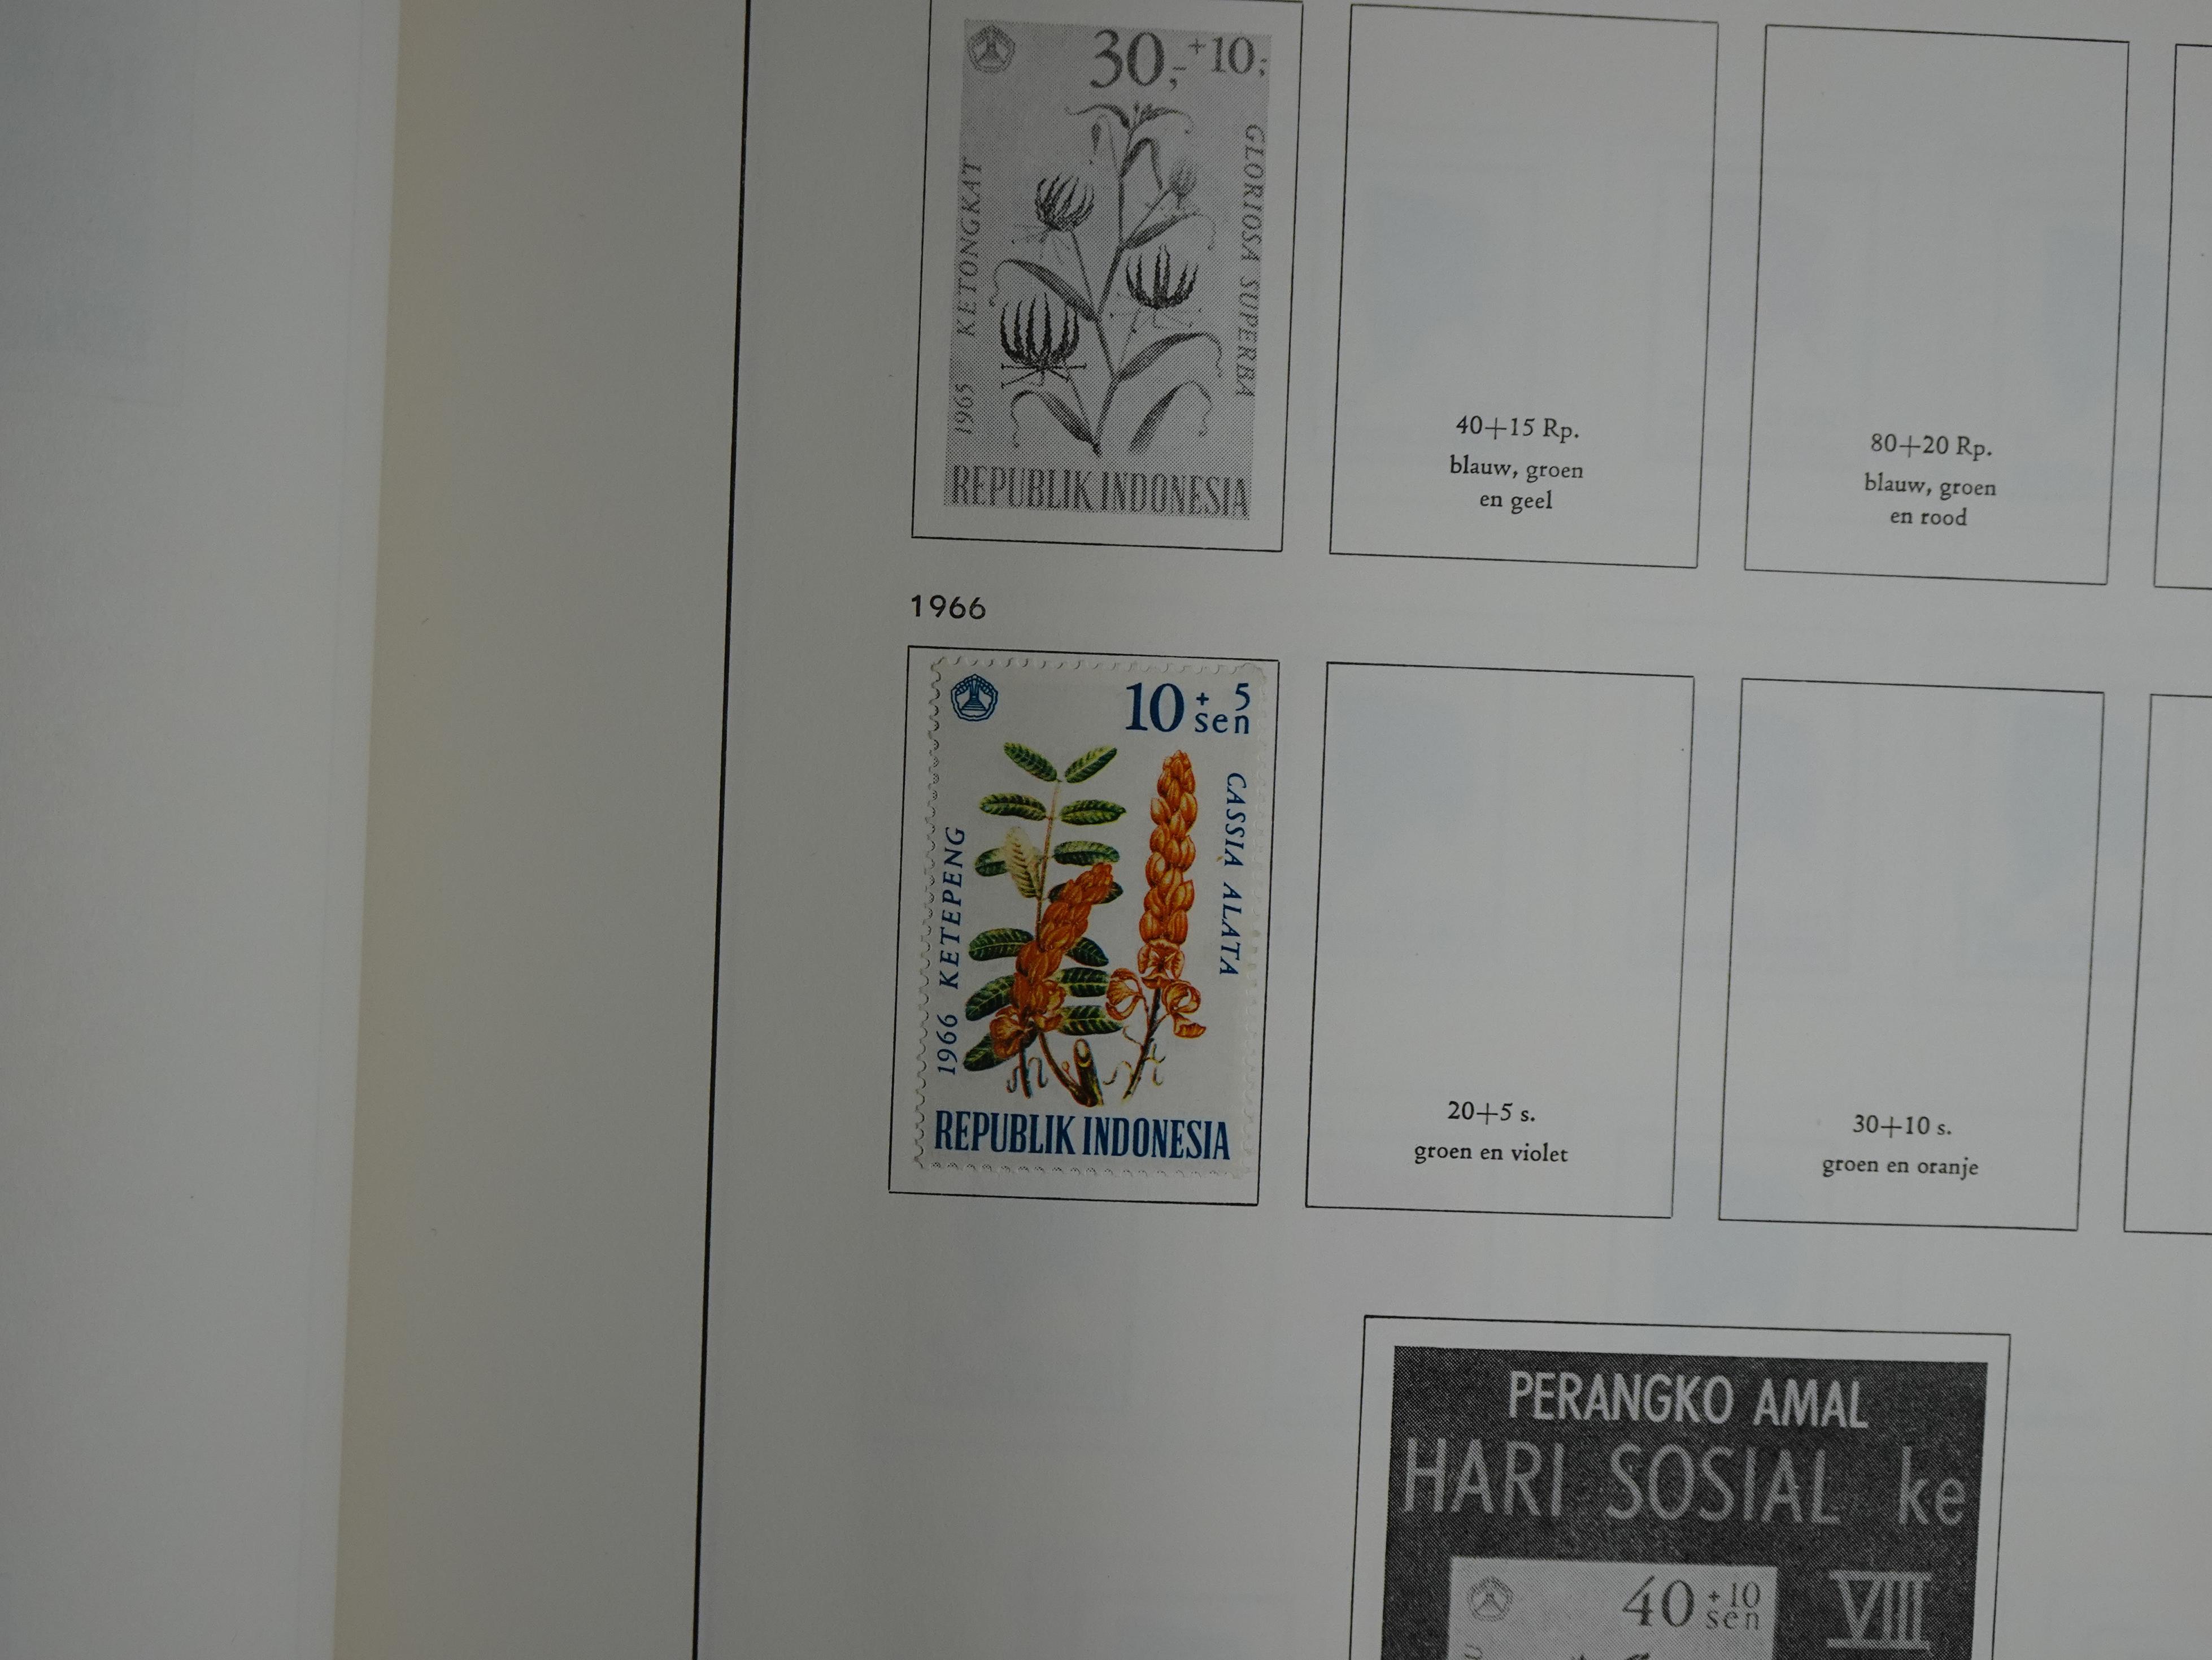 30,- +10,-
1965 KETONGKAT
GLORIOSA SUPERBA
REPUBLIK INDONESIA
40+15 Rp.
blauw, groen
en geel
80+20 Rp.
blauw, groen
en rood
1966
10 + 5
sen
1966 KETEPENG
CASSIA ALATA
REPUBLIK INDONESIA
20+5 s.
groen en violet
30+10 s.
groen en oranje
PERANGKO AMAL
HARI SOSIAL ke
VIII
40 +10
sen